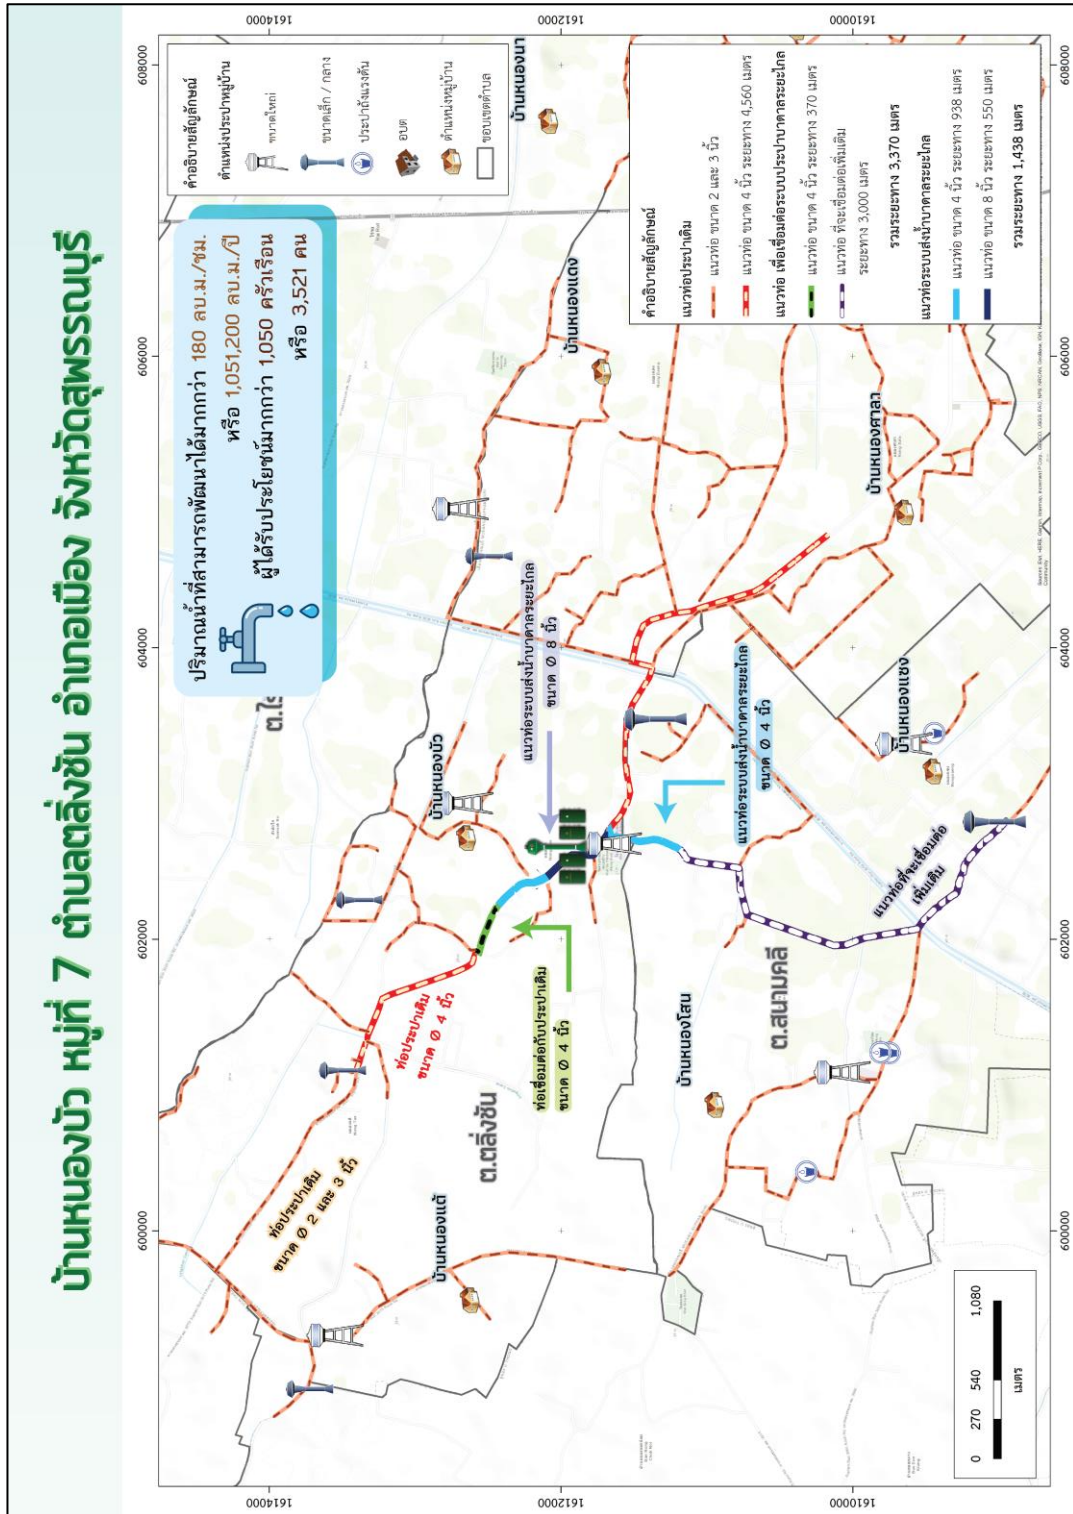 บ้านหนองบัว หมู่ที่ 7 ตำบลตลิ่งชัน อำเภอเมือง จังหวัดสุพรรณบุรี
ปริมาณน้ำที่สามารถพัฒนาได้มากกว่า 180 ลบ.ม./ชม.
หรือ 1,051,200 ลบ.ม./ปี
ผู้ได้รับประโยชน์มากกว่า 1,050 ครัวเรือน
หรือ 3,521 คน
คำอธิบายสัญลักษณ์
ตำแหน่งประปาหมู่บ้าน
ขนาดใหญ่
ขนาดเล็ก / กลาง
ประปาถังแรงดัน
อบต
ตำแหน่งหมู่บ้าน
ขอบเขตตำบล
600000
602000
604000
606000
608000
1614000
1612000
1610000
บ้านหนองนา
บ้านหนองแดง
บ้านหนองศาลา
บ้านหนองบัว
บ้านหนองแซง
บ้านหนองโสน
บ้านหนองแต้
ต.ตลิ่งชัน
ต.สนามคลี
แนวท่อระบบส่งน้ำบาดาลระยะไกล
ขนาด Ø 8 นิ้ว
แนวท่อระบบส่งน้ำบาดาลระยะไกล
ขนาด Ø 4 นิ้ว
ท่อเชื่อมต่อกับประปาเดิม
ขนาด Ø 4 นิ้ว
ท่อประปาเดิม
ขนาด Ø 4 นิ้ว
ท่อประปาเดิม
ขนาด Ø 2 และ 3 นิ้ว
แนวท่อที่จะเชื่อมต่อ
เพิ่มเติม
คำอธิบายสัญลักษณ์
แนวท่อประปาเดิม
แนวท่อ ขนาด 2 และ 3 นิ้ว
แนวท่อ ขนาด 4 นิ้ว ระยะทาง 4,560 เมตร
แนวท่อ เพื่อเชื่อมต่อระบบประปาบาดาลระยะไกล
แนวท่อ ขนาด 4 นิ้ว ระยะทาง 370 เมตร
แนวท่อ ที่จะเชื่อมต่อเพิ่มเติม
ระยะทาง 3,000 เมตร
รวมระยะทาง 3,370 เมตร
แนวท่อระบบส่งน้ำบาดาลระยะไกล
แนวท่อ ขนาด 4 นิ้ว ระยะทาง 938 เมตร
แนวท่อ ขนาด 8 นิ้ว ระยะทาง 550 เมตร
รวมระยะทาง 1,438 เมตร
0 270 540 1,080
เมตร